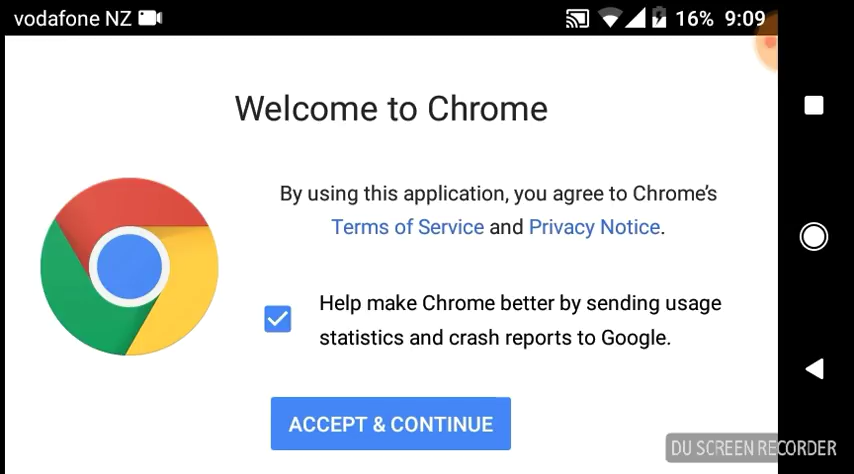 vodafone NZ 16% 9:09
Welcome to Chrome
By using this application, you agree to Chrome's
Terms of Service and Privacy Notice.
Help make Chrome better by sending usage
statistics and crash reports to Google.
ACCEPT & CONTINUE
DU SCREEN RECORDER